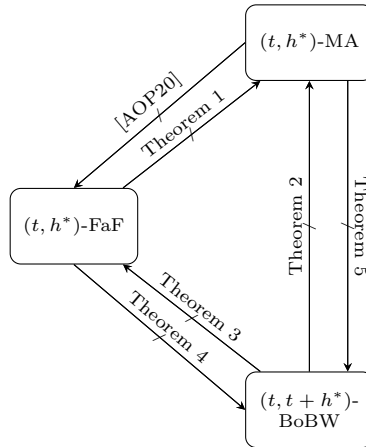 (t, h*)-MA
[AOP20]
Theorem 1
(t, h*)-FaF
Theorem 2
Theorem 5
Theorem 3
Theorem 4
(t, t + h*)-
BoBW